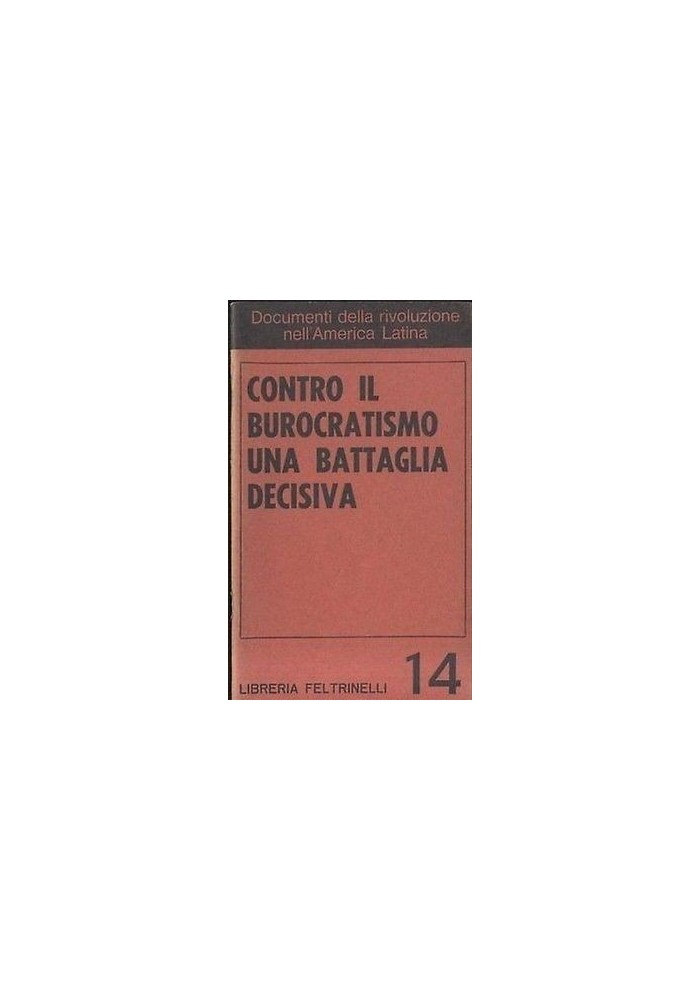 Documenti della rivoluzione
nell'America Latina
CONTRO IL
BUROCRATISMO
UNA BATTAGLIA
DECISIVA
LIBRERIA FELTRINELLI 14